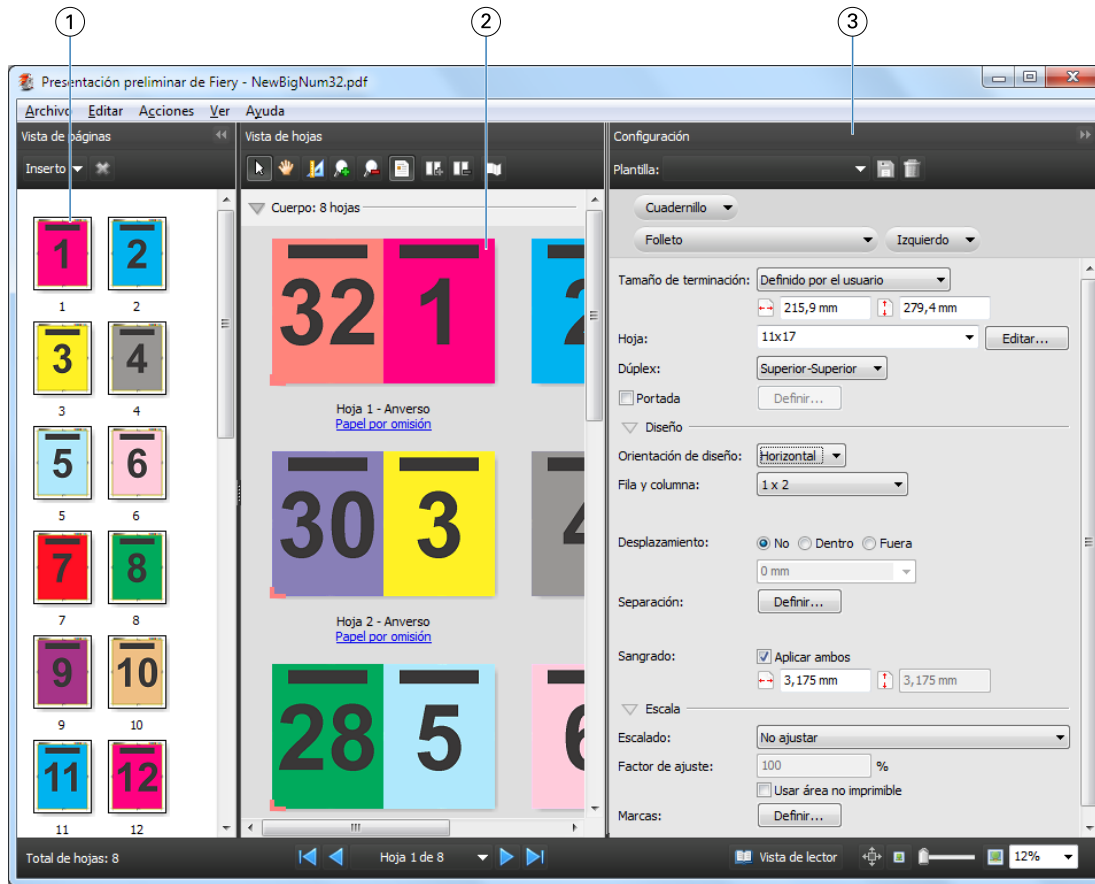 1 2 3
Presentación preliminar de Fiery - NewBigNum32.pdf
Archivo Editar Acciones Ver Ayuda
Vista de páginas
Inserto
1 2
1 2
3 4
3 4
5 6
5 6
7 8
7 8
9 10
9 10
11 12
11 12
Vista de hojas
Cuerpo: 8 hojas
32 1 2
Hoja 1 - Anverso
Papel por omisión
30 3 4
Hoja 2 - Anverso
Papel por omisión
28 5 6
Configuración
Plantilla:
Cuadernillo
Folleto Izquierdo
Tamaño de terminación: Definido por el usuario
215,9 mm 279,4 mm
Hoja: 11x17 Editar...
Dúplex: Superior-Superior
Portada Definir...
Diseño
Orientación de diseño: Horizontal
Fila y columna: 1 x 2
Desplazamiento: No Dentro Fuera
0 mm
Separación: Definir...
Sangrado: Aplicar ambos
3,175 mm 3,175 mm
Escala
Escalado: No ajustar
Factor de ajuste: 100 %
Usar área no imprimible
Marcas: Definir...
Total de hojas: 8 Hoja 1 de 8 Vista de lector 12%